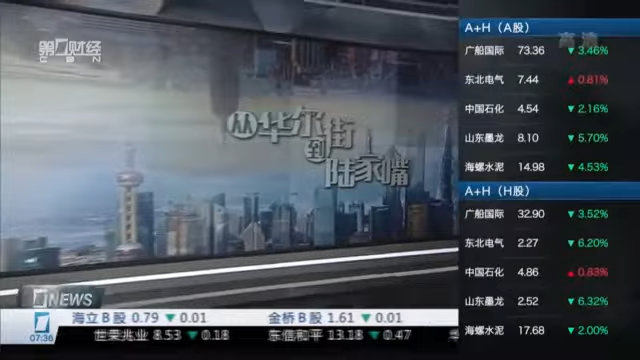 第一财经
CBN
高清
从华尔街
到陆家嘴
A+H（A股）
广船国际 73.36 ▼3.46%
东北电气 7.44 ▲0.81%
中国石化 4.54 ▼2.16%
山东墨龙 8.10 ▼5.70%
海螺水泥 14.98 ▼4.53%
A+H（H股）
广船国际 32.90 ▼3.52%
东北电气 2.27 ▼6.20%
中国石化 4.86 ▲0.83%
山东墨龙 2.52 ▼6.32%
海螺水泥 17.68 ▼2.00%
NEWS
海立B股 0.79 ▼0.01 金桥B股 1.61 ▼0.01
07:36
世荣兆业 8.53 ▼0.18 东信和平 13.18 ▼0.47